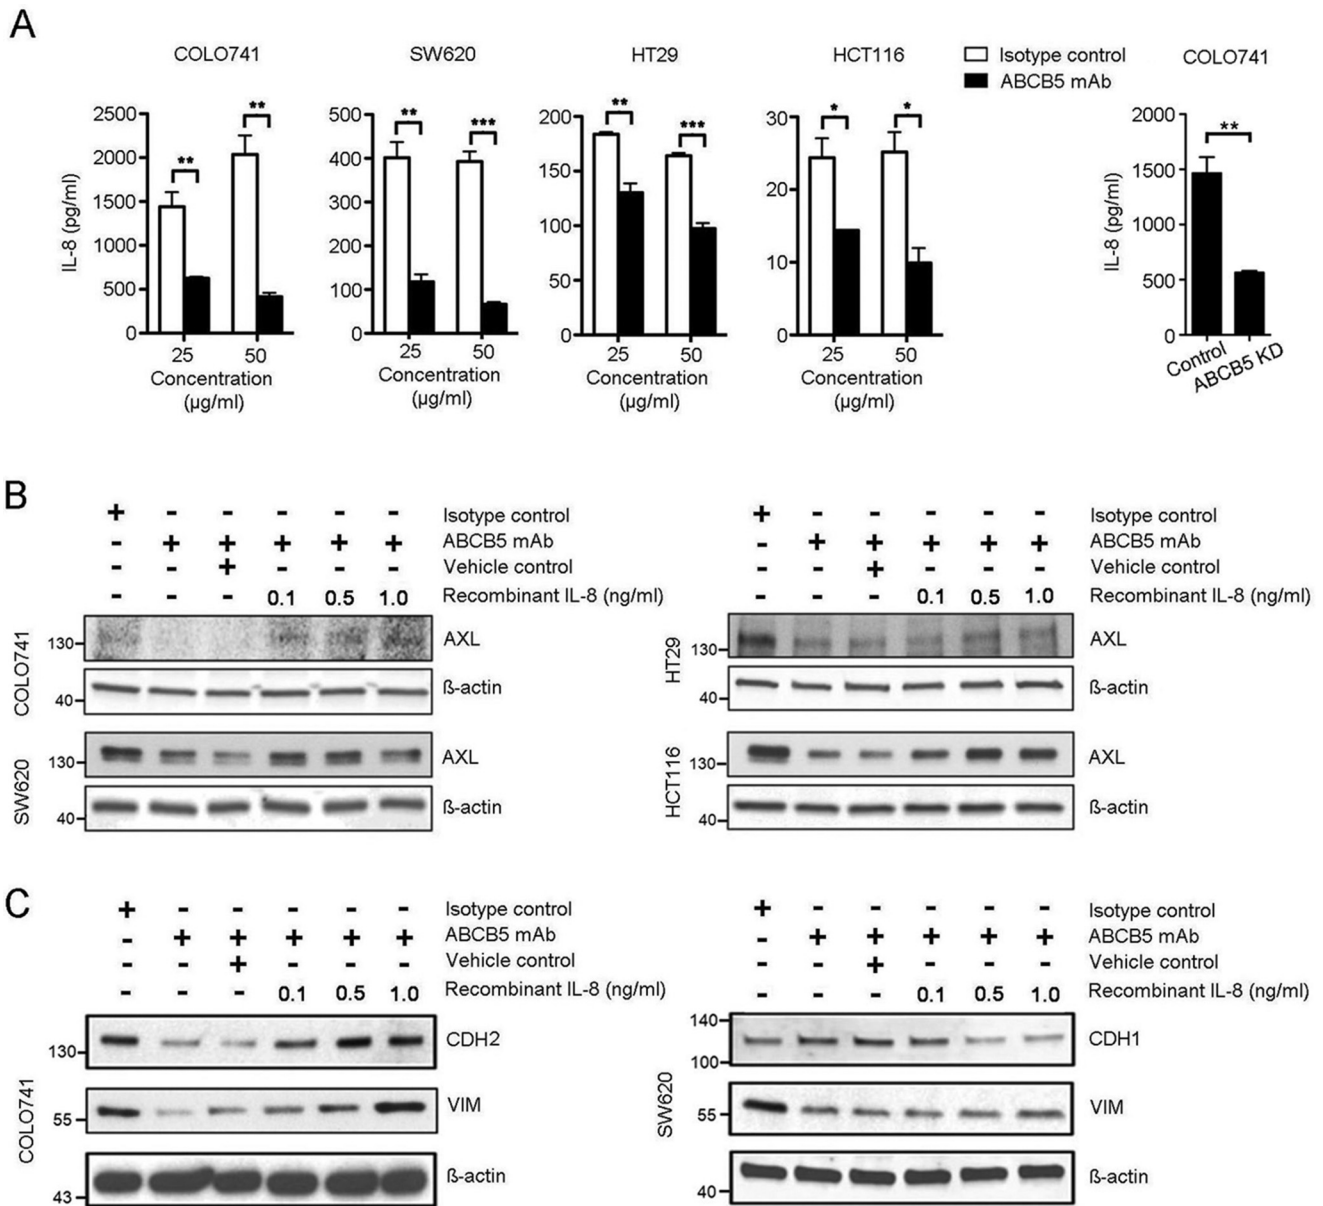 A
COLO741 SW620 HT29 HCT116 Isotype control ABCB5 mAb COLO741
IL-8 (pg/ml)
2500
2000
1500
1000
500
0
** **
25 50
Concentration
(µg/ml)
500
400
300
200
100
0
** ***
25 50
Concentration
(µg/ml)
200
150
100
50
0
** ***
25 50
Concentration
(µg/ml)
30
20
10
0
* *
25 50
Concentration
(µg/ml)
IL-8 (pg/ml)
2000
1500
1000
500
0
**
Control
ABCB5 KD
B
+ - - - - - Isotype control
- + + + + + ABCB5 mAb
- - + - - - Vehicle control
- - - 0.1 0.5 1.0 Recombinant IL-8 (ng/ml)
COLO741
130 AXL
40 ß-actin
SW620
130 AXL
40 ß-actin
+ - - - - - Isotype control
- + + + + + ABCB5 mAb
- - + - - - Vehicle control
- - - 0.1 0.5 1.0 Recombinant IL-8 (ng/ml)
HT29
130 AXL
40 ß-actin
HCT116
130 AXL
40 ß-actin
C
+ - - - - - Isotype control
- + + + + + ABCB5 mAb
- - + - - - Vehicle control
- - - 0.1 0.5 1.0 Recombinant IL-8 (ng/ml)
COLO741
130 CDH2
55 VIM
43 ß-actin
+ - - - - - Isotype control
- + + + + + ABCB5 mAb
- - + - - - Vehicle control
- - - 0.1 0.5 1.0 Recombinant IL-8 (ng/ml)
SW620
140
CDH1
100
55 VIM
40 ß-actin